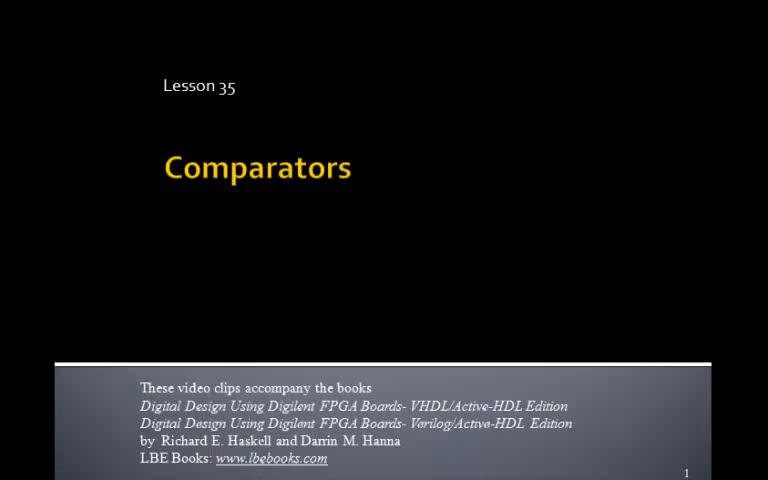 Lesson 35
Comparators
These video clips accompany the books
Digital Design Using Digilent FPGA Boards- VHDL/Active-HDL Edition
Digital Design Using Digilent FPGA Boards- Verilog/Active-HDL Edition
by Richard E. Haskell and Darrin M. Hanna
LBE Books: www.lbebooks.com
1